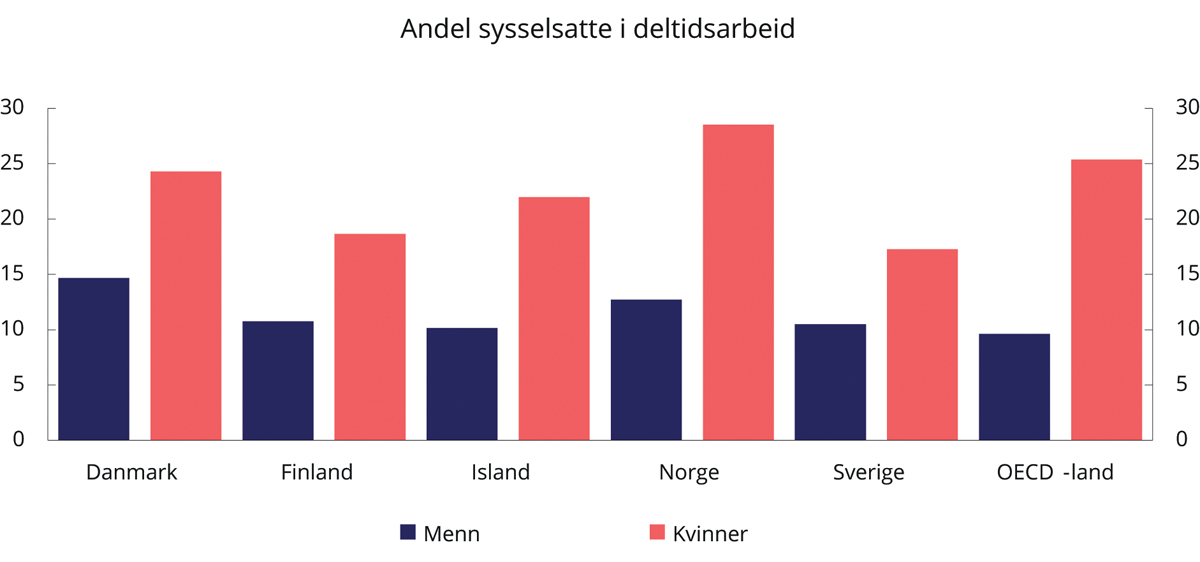 Andel sysselsatte i deltidsarbeid
30 30
25 25
20 20
15 15
10 10
5 5
0 0
Danmark Finland Island Norge Sverige OECD -land
Menn Kvinner